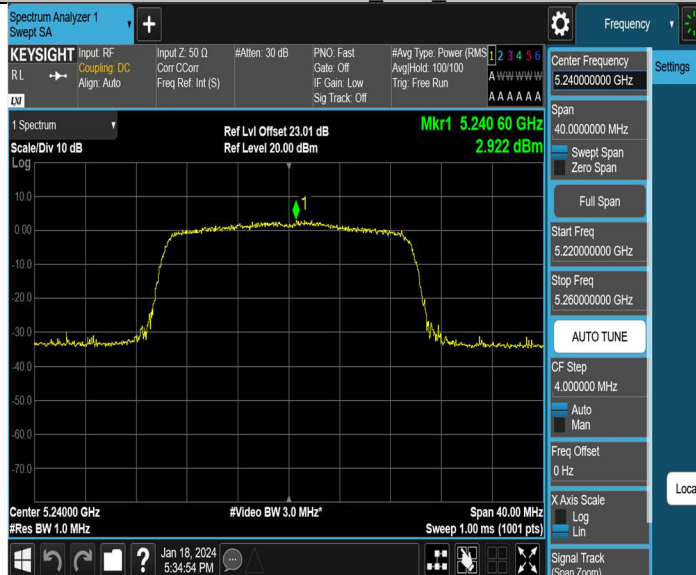 Spectrum Analyzer 1
Swept SA
+
Frequency
KEYSIGHT
RL
LXI
Input: RF
Coupling: DC
Align: Auto
Input Z: 50 Ω
Corr CCorr
Freq Ref: Int (S)
#Atten: 30 dB
PNO: Fast
Gate: Off
IF Gain: Low
Sig Track: Off
#Avg Type: Power (RMS
Avg|Hold: 100/100
Trig: Free Run
1 2 3 4 5 6
A W W W W W
A A A A A A
1 Spectrum
Scale/Div 10 dB
Log
Ref Lvl Offset 23.01 dB
Ref Level 20.00 dBm
Mkr1 5.240 60 GHz
2.922 dBm
1
10.0
0.00
-10.0
-20.0
-30.0
-40.0
-50.0
-60.0
-70.0
Center 5.24000 GHz
#Res BW 1.0 MHz
#Video BW 3.0 MHz*
Span 40.00 MHz
Sweep 1.00 ms (1001 pts)
?
Jan 18, 2024
5:34:54 PM
Center Frequency
5.240000000 GHz
Span
40.0000000 MHz
Swept Span
Zero Span
Full Span
Start Freq
5.220000000 GHz
Stop Freq
5.260000000 GHz
AUTO TUNE
CF Step
4.000000 MHz
Auto
Man
Freq Offset
0 Hz
X Axis Scale
Log
Lin
Signal Track
(Span Zoom)
Settings
Loca